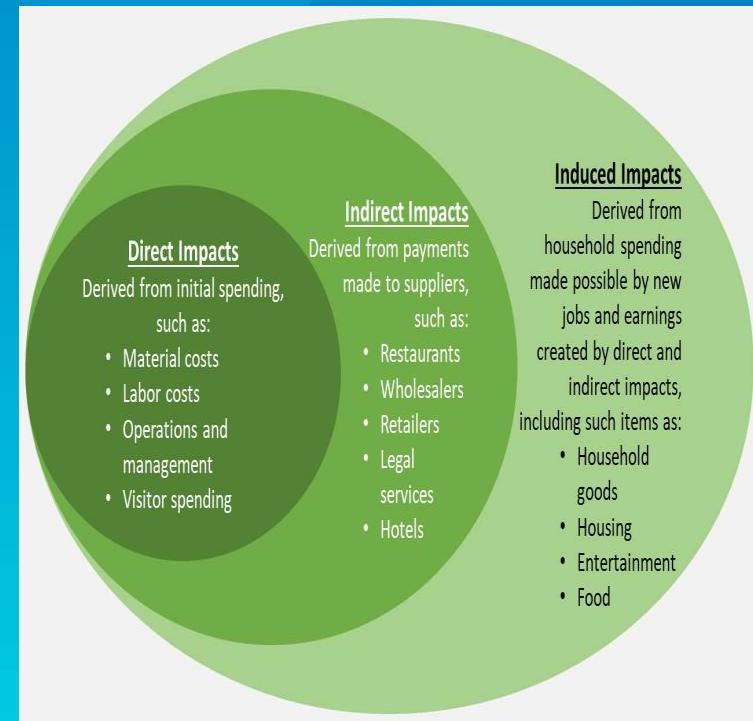 Direct Impacts
Derived from initial spending,
such as:
• Material costs
• Labor costs
• Operations and
management
• Visitor spending
Indirect Impacts
Derived from payments
made to suppliers,
such as:
• Restaurants
• Wholesalers
• Retailers
• Legal
services
• Hotels
Induced Impacts
Derived from
household spending
made possible by new
jobs and earnings
created by direct and
indirect impacts,
including such items as:
• Household
goods
• Housing
• Entertainment
• Food